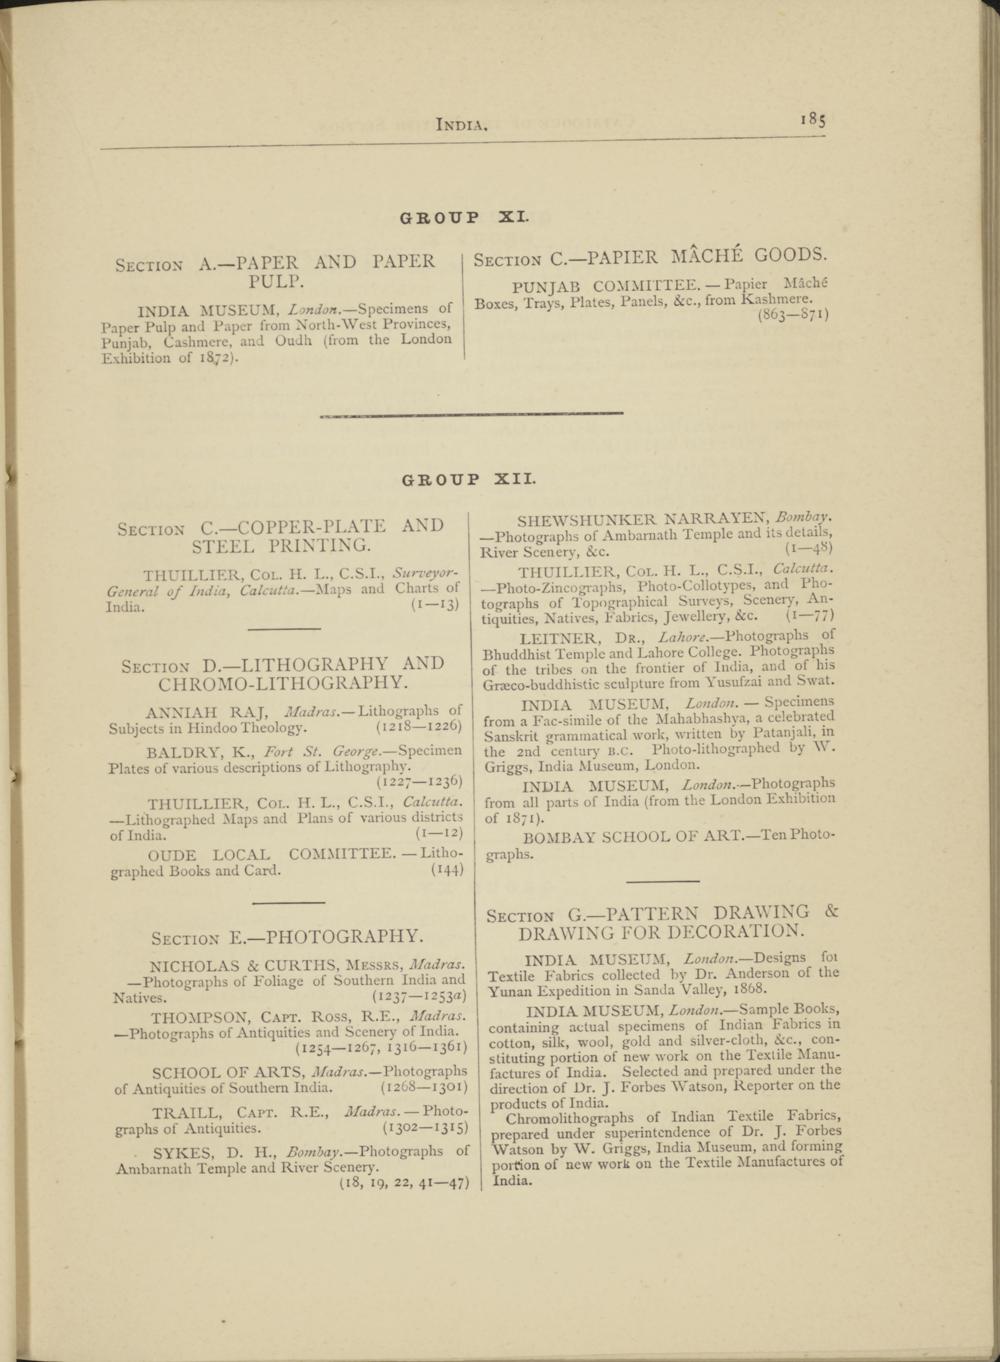 INDIA.
185
GROUP XI.
SECTION A.—PAPER AND PAPER
PULP.
INDIA MUSEUM, London.—Specimens of
Paper Pulp and Paper from North-West Provinces,
Punjab, Cashmere, and Oudh (from the London
Exhibition of 1872).
SECTION C.—PAPIER MÂCHÉ GOODS.
PUNJAB COMMITTEE. — Papier Mâché
Boxes, Trays, Plates, Panels, &c., from Kashmere.
(863—871)
GROUP XII.
SECTION C.—COPPER-PLATE AND
STEEL PRINTING.
THUILLIER, COL. H. L., C.S.I., Surveyor-
General of India, Calcutta.—Maps and Charts of
India. (1—13)
SECTION D.—LITHOGRAPHY AND
CHROMO-LITHOGRAPHY.
ANNIAH RAJ, Madras.—Lithographs of
Subjects in Hindoo Theology. (1218—1226)
BALDRY, K., Fort St. George.—Specimen
Plates of various descriptions of Lithography.
(1227—1236)
THUILLIER, COL. H. L., C.S.I., Calcutta.
—Lithographed Maps and Plans of various districts
of India. (1—12)
OUDE LOCAL COMMITTEE. — Litho-
graphed Books and Card. (144)
SECTION E.—PHOTOGRAPHY.
NICHOLAS & CURTHS, MESSRS, Madras.
—Photographs of Foliage of Southern India and
Natives. (1237—1253a)
THOMPSON, CAPT. ROSS, R.E., Madras.
—Photographs of Antiquities and Scenery of India.
(1254—1267, 1316—1361)
SCHOOL OF ARTS, Madras.—Photographs
of Antiquities of Southern India. (1268—1301)
TRAILL, CAPT. R.E., Madras. — Photo-
graphs of Antiquities. (1302—1315)
SYKES, D. H., Bombay.—Photographs of
Ambarnath Temple and River Scenery.
(18, 19, 22, 41—47)
SHEWSHUNKER NARRAYEN, Bombay.
—Photographs of Ambarnath Temple and its details,
River Scenery, &c. (1—48)
THUILLIER, COL. H. L., C.S.I., Calcutta.
—Photo-Zincographs, Photo-Collotypes, and Pho-
tographs of Topographical Surveys, Scenery, An-
tiquities, Natives, Fabrics, Jewellery, &c. (1—77)
LEITNER, DR., Lahore.—Photographs of
Bhuddhist Temple and Lahore College. Photographs
of the tribes on the frontier of India, and of his
Græco-buddhistic sculpture from Yusufzai and Swat.
INDIA MUSEUM, London. — Specimens
from a Fac-simile of the Mahabhashya, a celebrated
Sanskrit grammatical work, written by Patanjali, in
the 2nd century B.C. Photo-lithographed by W.
Griggs, India Museum, London.
INDIA MUSEUM, London.—Photographs
from all parts of India (from the London Exhibition
of 1871).
BOMBAY SCHOOL OF ART.—Ten Photo-
graphs.
SECTION G.—PATTERN DRAWING &
DRAWING FOR DECORATION.
INDIA MUSEUM, London.—Designs for
Textile Fabrics collected by Dr. Anderson of the
Yunan Expedition in Sanda Valley, 1868.
INDIA MUSEUM, London.—Sample Books,
containing actual specimens of Indian Fabrics in
cotton, silk, wool, gold and silver-cloth, &c., con-
stituting portion of new work on the Textile Manu-
factures of India. Selected and prepared under the
direction of Dr. J. Forbes Watson, Reporter on the
products of India.
Chromolithographs of Indian Textile Fabrics,
prepared under superintendence of Dr. J. Forbes
Watson by W. Griggs, India Museum, and forming
portion of new work on the Textile Manufactures of
India.